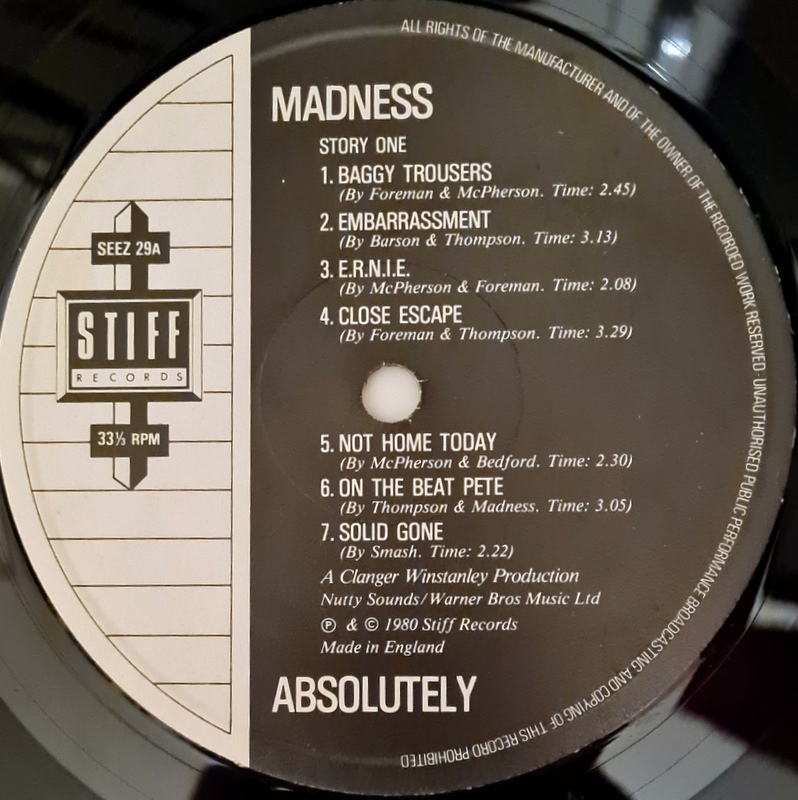 ALL RIGHTS OF THE MANUFACTURER AND OF THE OWNER OF THE RECORDED WORK RESERVED · UNAUTHORISED PUBLIC PERFORMANCE BROADCASTING AND COPYING OF THIS RECORD PROHIBITED
MADNESS
STORY ONE
1. BAGGY TROUSERS
(By Foreman & McPherson. Time: 2.45)
2. EMBARRASSMENT
(By Barson & Thompson. Time: 3.13)
3. E.R.N.I.E.
(By McPherson & Foreman. Time: 2.08)
4. CLOSE ESCAPE
(By Foreman & Thompson. Time: 3.29)
SEEZ 29A
STIFF
RECORDS
33⅓ RPM
5. NOT HOME TODAY
(By McPherson & Bedford. Time: 2.30)
6. ON THE BEAT PETE
(By Thompson & Madness. Time: 3.05)
7. SOLID GONE
(By Smash. Time: 2.22)
A Clanger Winstanley Production
Nutty Sounds/Warner Bros Music Ltd
℗ & © 1980 Stiff Records
Made in England
ABSOLUTELY